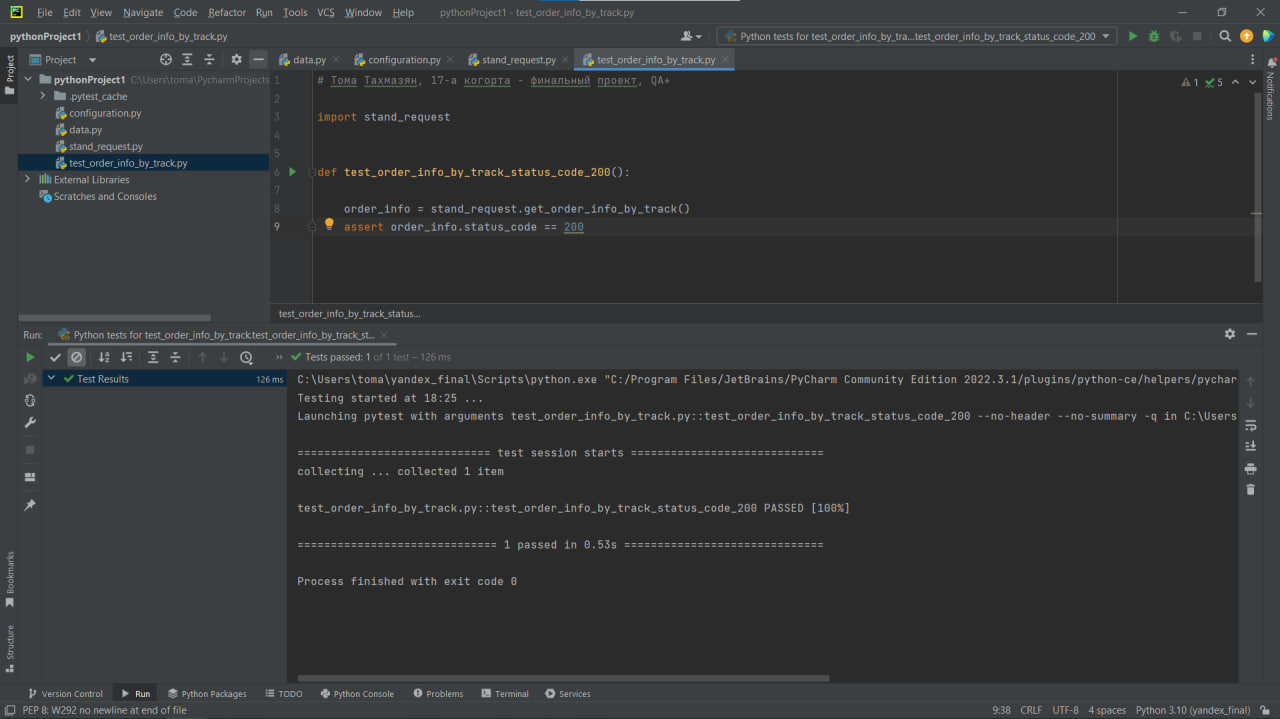 File Edit View Navigate Code Refactor Run Tools VCS Window Help pythonProject1 - test_order_info_by_track.py
pythonProject1 test_order_info_by_track.py Python tests for test_order_info_by_tra...test_order_info_by_track_status_code_200
Project
Project
data.py configuration.py stand_request.py test_order_info_by_track.py
pythonProject1 C:\Users\toma\PycharmProjects
.pytest_cache
configuration.py
data.py
stand_request.py
test_order_info_by_track.py
External Libraries
Scratches and Consoles
1 # Тома Тахмазян, 17-а когорта - финальный проект, QA+
1 5
2
3 import stand_request
4
5
6 def test_order_info_by_track_status_code_200():
7
8 order_info = stand_request.get_order_info_by_track()
9 assert order_info.status_code == 200
Notifications
test_order_info_by_track_status...
Run: Python tests for test_order_info_by_track.test_order_info_by_track_st...
Tests passed: 1 of 1 test – 126 ms
Test Results 126 ms
C:\Users\toma\yandex_final\Scripts\python.exe "C:/Program Files/JetBrains/PyCharm Community Edition 2022.3.1/plugins/python-ce/helpers/pychar
Testing started at 18:25 ...
Launching pytest with arguments test_order_info_by_track.py::test_order_info_by_track_status_code_200 --no-header --no-summary -q in C:\Users
============================= test session starts =============================
collecting ... collected 1 item
test_order_info_by_track.py::test_order_info_by_track_status_code_200 PASSED [100%]
============================== 1 passed in 0.53s ==============================
Process finished with exit code 0
Bookmarks
Structure
Version Control Run Python Packages TODO Python Console Problems Terminal Services
PEP 8: W292 no newline at end of file 9:38 CRLF UTF-8 4 spaces Python 3.10 (yandex_final)